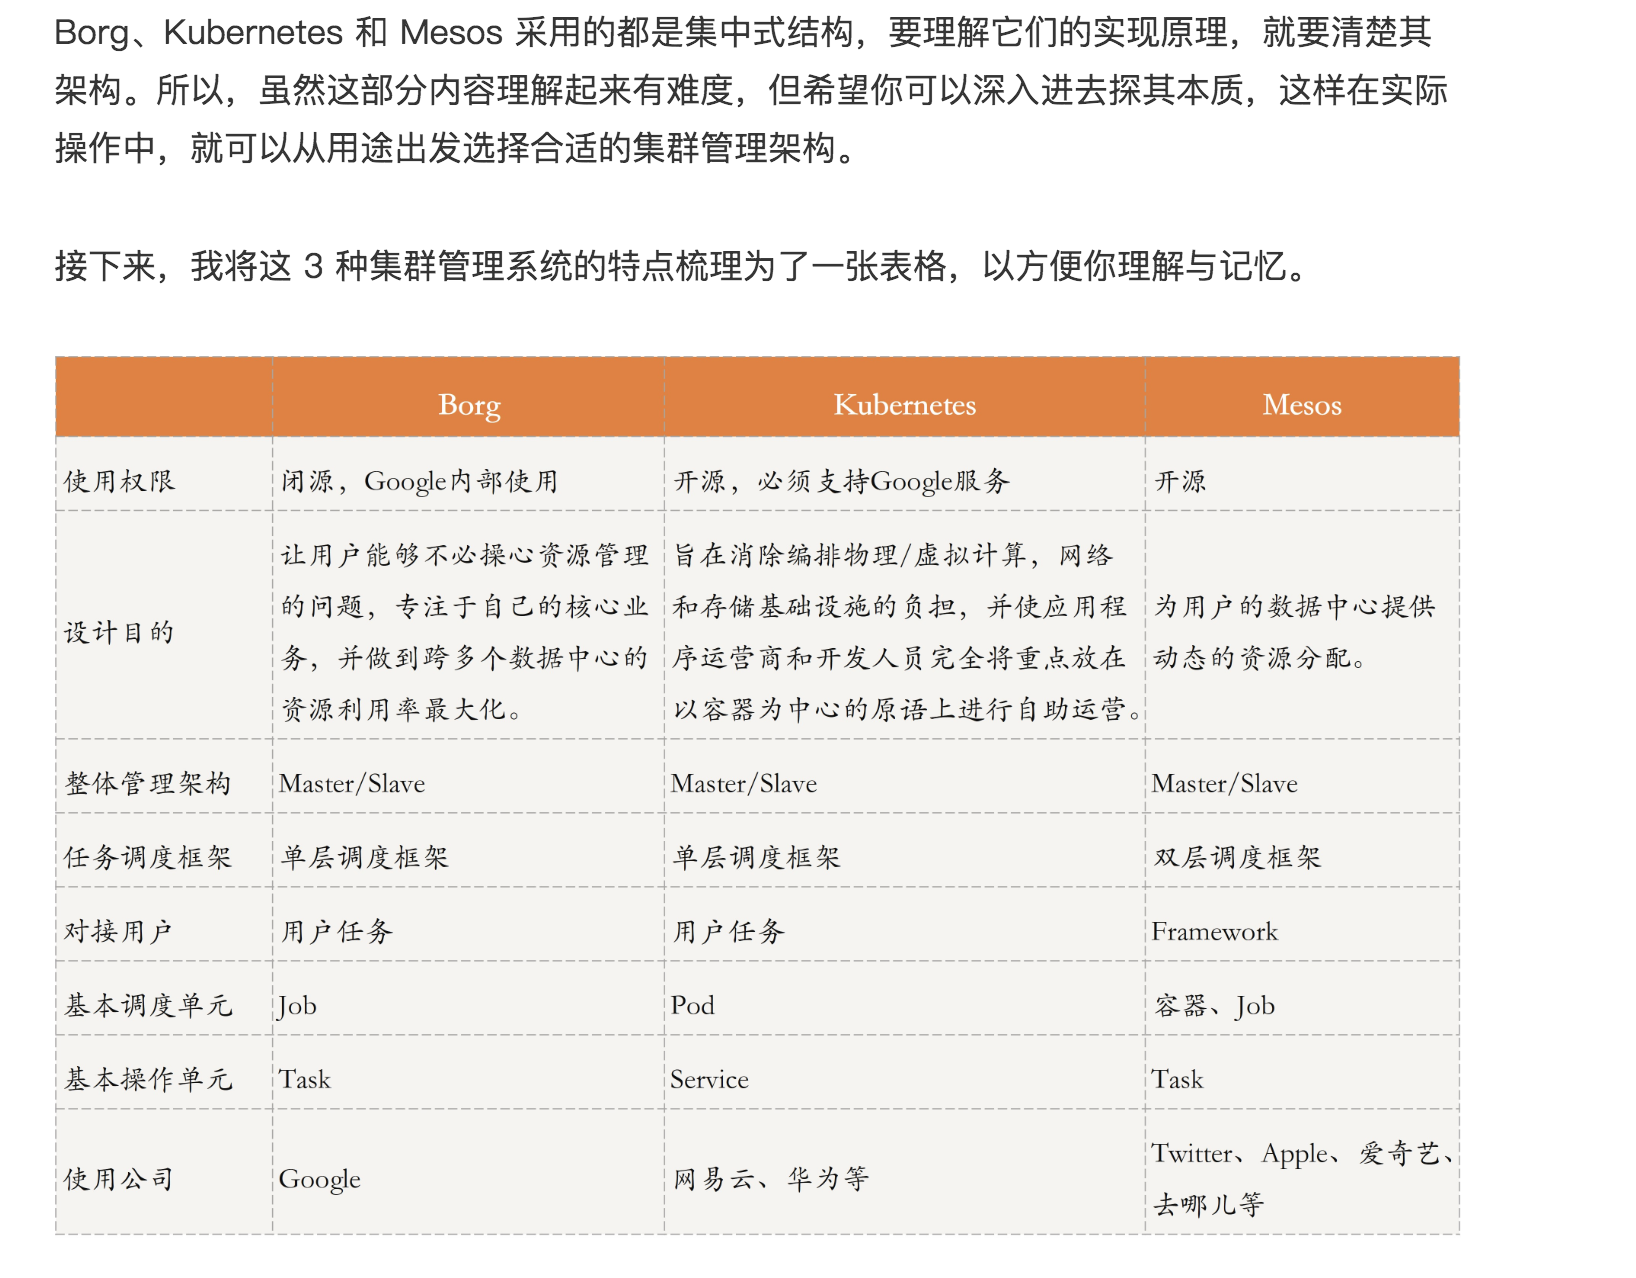 Borg、Kubernetes 和 Mesos 采用的都是集中式结构，要理解它们的实现原理，就要清楚其
架构。所以，虽然这部分内容理解起来有难度，但希望你可以深入进去探其本质，这样在实际
操作中，就可以从用途出发选择合适的集群管理架构。
接下来，我将这 3 种集群管理系统的特点梳理为了一张表格，以方便你理解与记忆。
Borg Kubernetes Mesos
使用权限 闭源，Google内部使用 开源，必须支持Google服务 开源
设计目的
让用户能够不必操心资源管理
的问题，专注于自己的核心业
务，并做到跨多个数据中心的
资源利用率最大化。
旨在消除编排物理/虚拟计算，网络
和存储基础设施的负担，并使应用程
序运营商和开发人员完全将重点放在
以容器为中心的原语上进行自助运营。
为用户的数据中心提供
动态的资源分配。
整体管理架构 Master/Slave Master/Slave Master/Slave
任务调度框架 单层调度框架 单层调度框架 双层调度框架
对接用户 用户任务 用户任务 Framework
基本调度单元 Job Pod 容器、Job
基本操作单元 Task Service Task
使用公司 Google 网易云、华为等
Twitter、Apple、爱奇艺、
去哪儿等